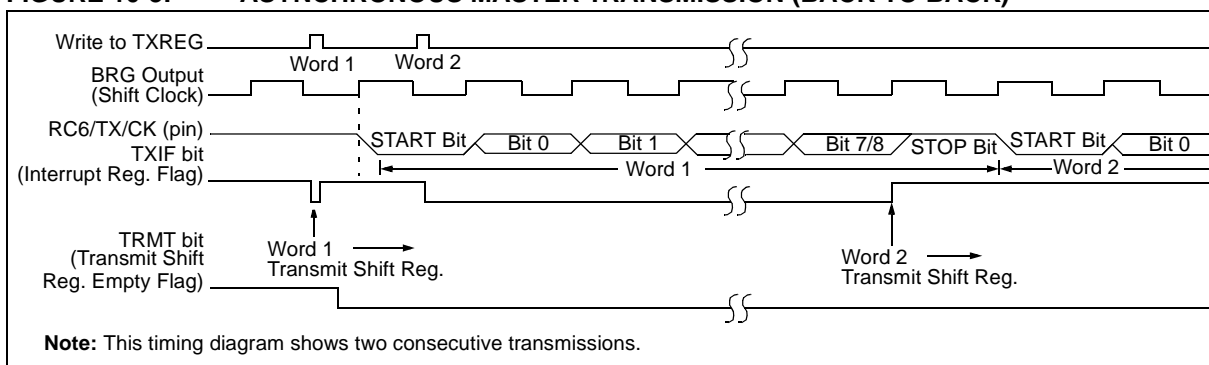 FIGURE 10-3: ASYNCHRONOUS MASTER TRANSMISSION (BACK TO BACK)
Write to TXREG
Word 1
Word 2
BRG Output
(Shift Clock)
RC6/TX/CK (pin)
START Bit
Bit 0
Bit 1
Bit 7/8
STOP Bit
START Bit
Bit 0
TXIF bit
(Interrupt Reg. Flag)
Word 1
Word 2
TRMT bit
(Transmit Shift
Reg. Empty Flag)
Word 1
Transmit Shift Reg.
Word 2
Transmit Shift Reg.
Note: This timing diagram shows two consecutive transmissions.